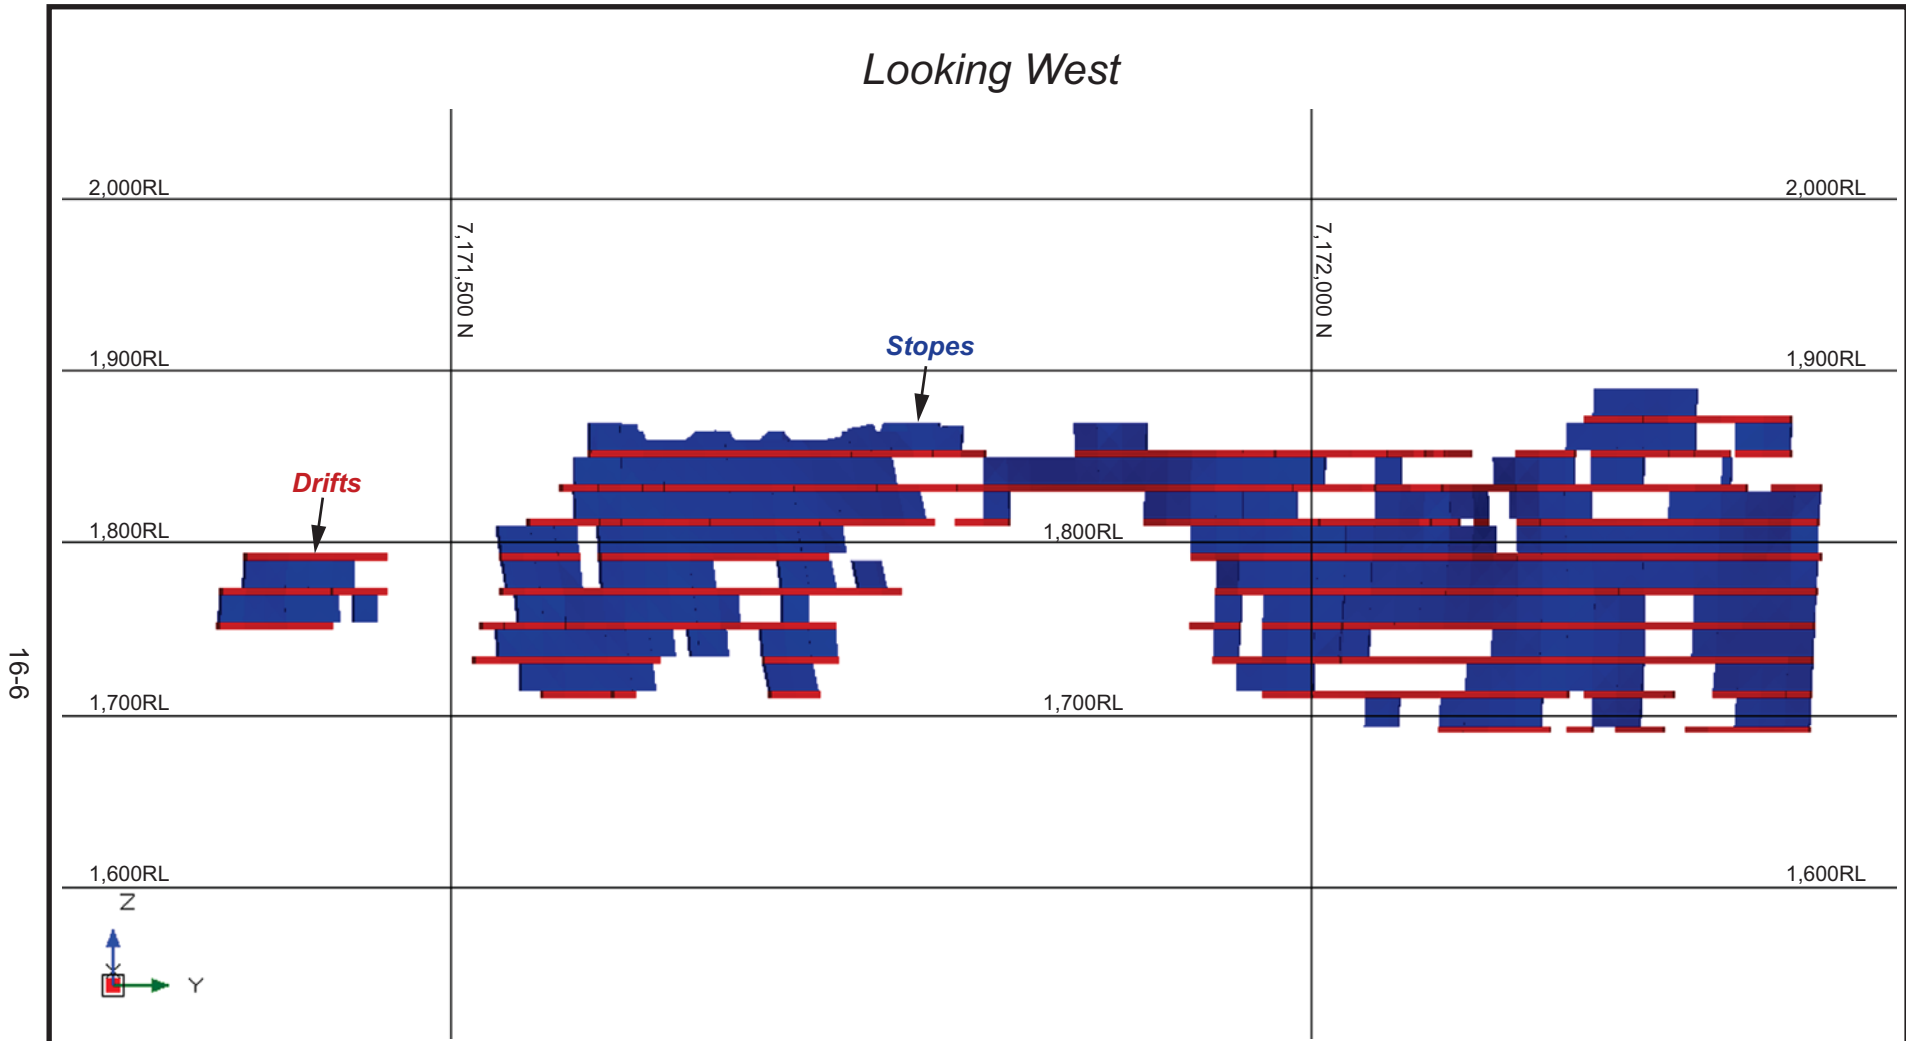 Looking West
2,000RL
2,000RL
7,171,500 N
7,172,000 N
1,900RL
1,900RL
Stopes
Drifts
1,800RL
1,800RL
16-6
1,700RL
1,700RL
1,600RL
1,600RL
Z
Y